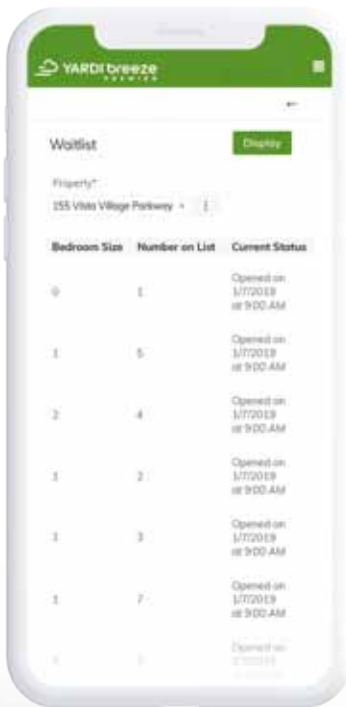 YARDI breeze
PREMIER
←
Waitlist
Display
Property*
155 Vista Village Parkway ×
Bedroom Size Number on List Current Status
0 1 Opened on
1/7/2019
at 9:00 AM
1 5 Opened on
1/7/2019
at 9:00 AM
2 4 Opened on
1/7/2019
at 9:00 AM
1 2 Opened on
1/7/2019
at 9:00 AM
1 3 Opened on
1/7/2019
at 9:00 AM
1 7 Opened on
1/7/2019
at 9:00 AM
Opened on